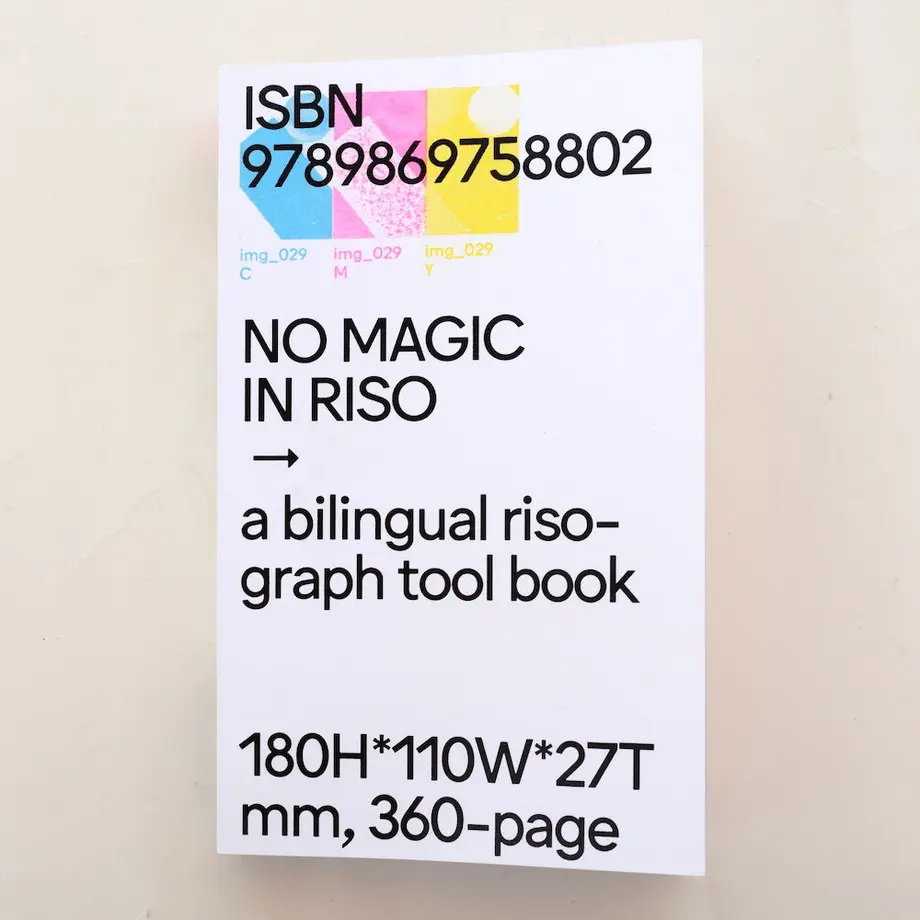 ISBN
9789869758802
img_029 img_029 img_029
C M Y
NO MAGIC
IN RISO
→
a bilingual riso-
graph tool book
180H*110W*27T
mm, 360-page